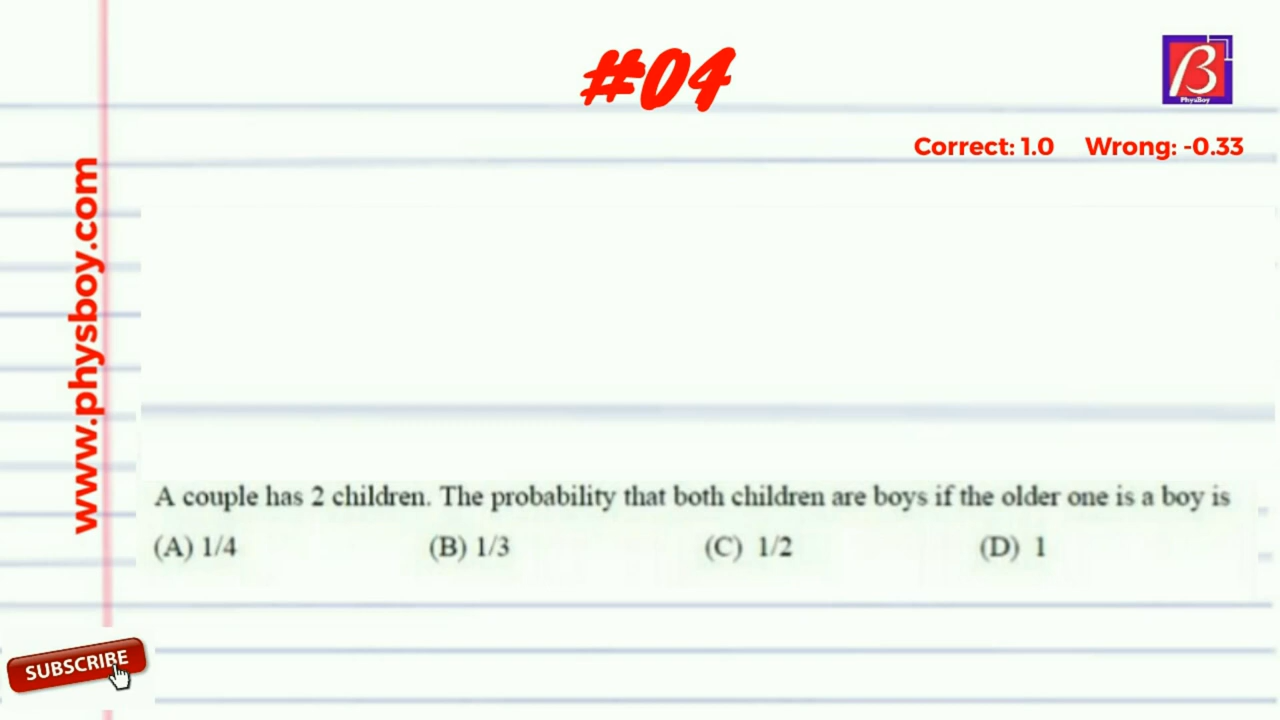 #04
β
PhysBoy
Correct: 1.0 Wrong: -0.33
www.physboy.com
A couple has 2 children. The probability that both children are boys if the older one is a boy is
(A) 1/4 (B) 1/3 (C) 1/2 (D) 1
SUBSCRIBE